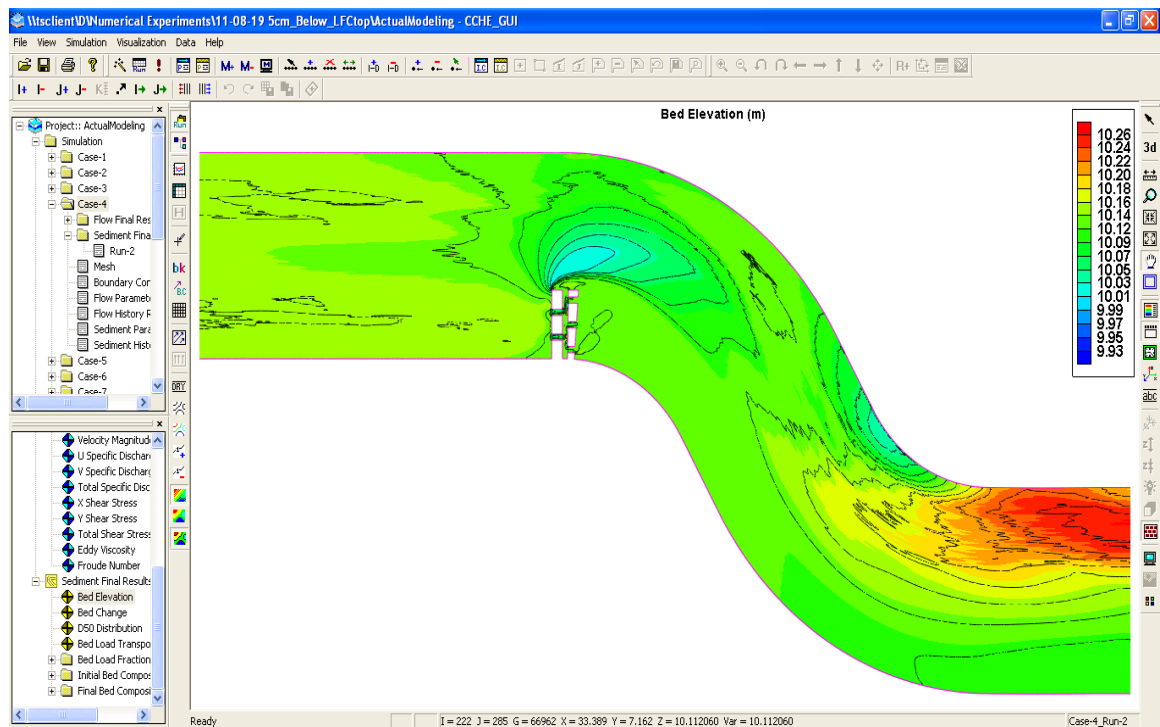 \\tsclient\D\Numerical Experiments\11-08-19 5cm_Below_LFCtop\ActualModeling - CCHE_GUI
File View Simulation Visualization Data Help
Project:: ActualModeling
Simulation
Case-1
Case-2
Case-3
Case-4
Flow Final Res
Sediment Fina
Run-2
Mesh
Boundary Con
Flow Paramet
Flow History R
Sediment Para
Sediment Histo
Case-5
Case-6
Case-7
Velocity Magnitud
U Specific Dischar
V Specific Discharg
Total Specific Disc
X Shear Stress
Y Shear Stress
Total Shear Stress
Eddy Viscosity
Froude Number
Sediment Final Results
Bed Elevation
Bed Change
D50 Distribution
Bed Load Transpo
Bed Load Fraction
Initial Bed Compos
Final Bed Composi
Run
bk
B.C
DRY
Bed Elevation (m)
10.26
10.24
10.22
10.20
10.18
10.16
10.14
10.12
10.09
10.07
10.05
10.03
10.01
9.99
9.97
9.95
9.93
3d
abc
Ready
I = 222 J = 285 G = 66962 X = 33.389 Y = 7.162 Z = 10.112060 Var = 10.112060
Case-4_Run-2